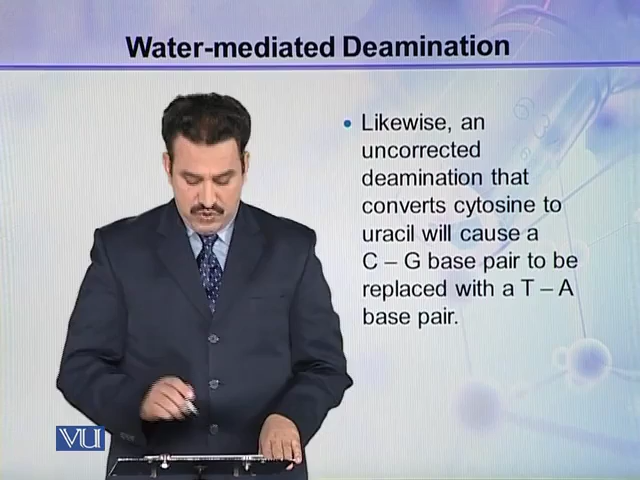 Water-mediated Deamination
• Likewise, an
uncorrected
deamination that
converts cytosine to
uracil will cause a
C – G base pair to be
replaced with a T – A
base pair.
VU